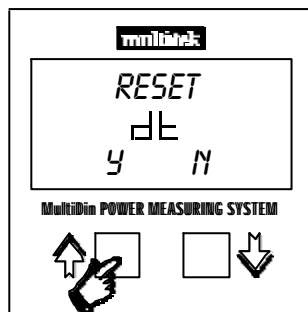 multitek
RESET
dt
Y N
MultiDin POWER MEASURING SYSTEM